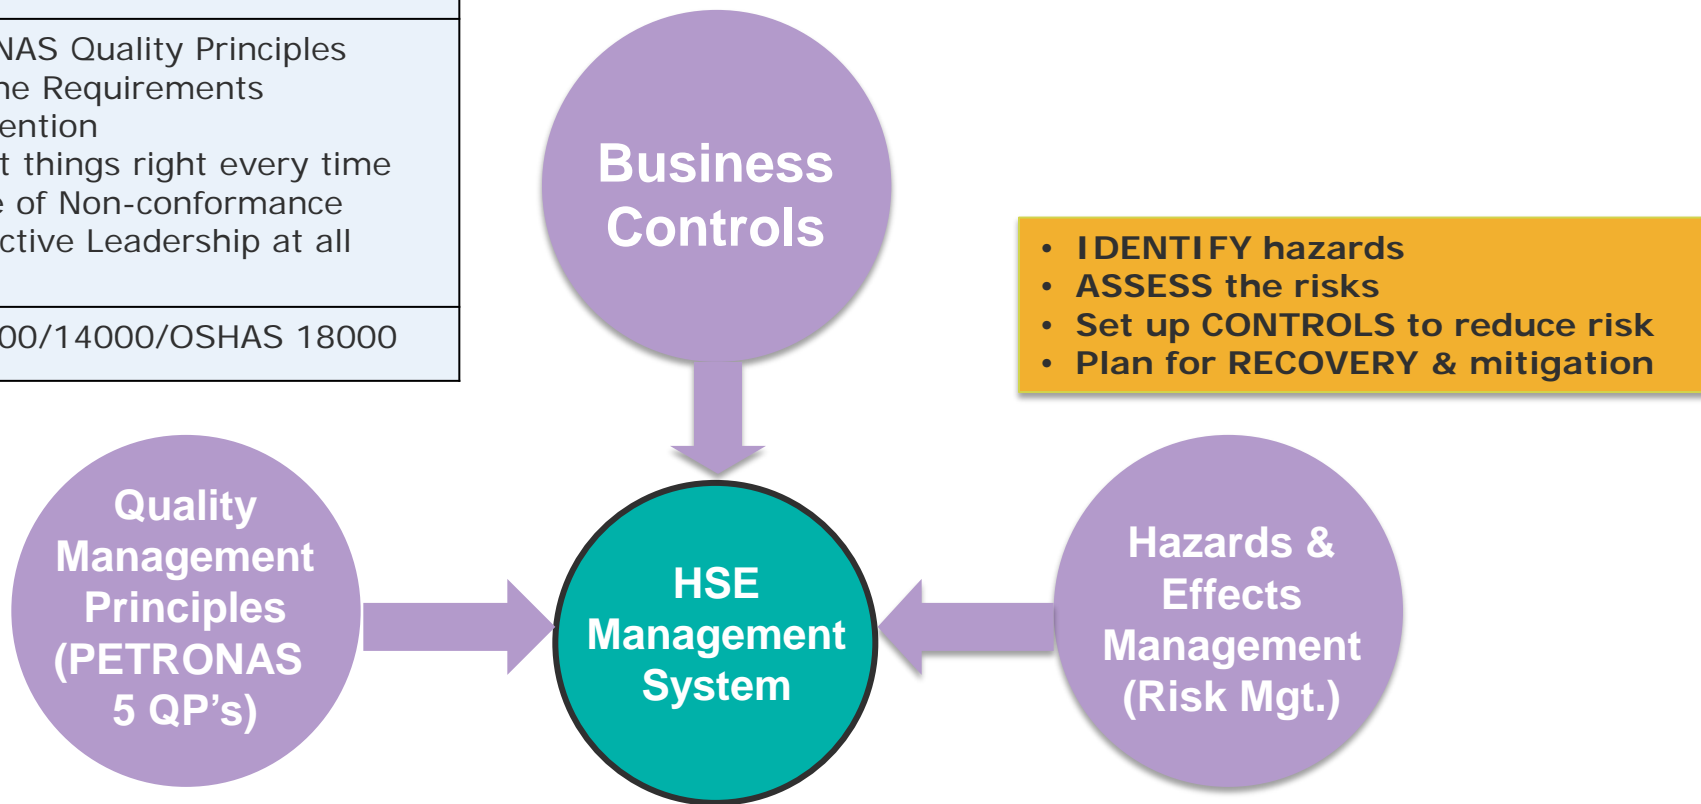 NAS Quality Principles
ne Requirements
ention
t things right every time
e of Non-conformance
ctive Leadership at all
00/14000/OSHAS 18000
Business
Controls
• IDENTIFY hazards
• ASSESS the risks
• Set up CONTROLS to reduce risk
• Plan for RECOVERY & mitigation
Quality
Management
Principles
(PETRONAS
5 QP's)
HSE
Management
System
Hazards &
Effects
Management
(Risk Mgt.)